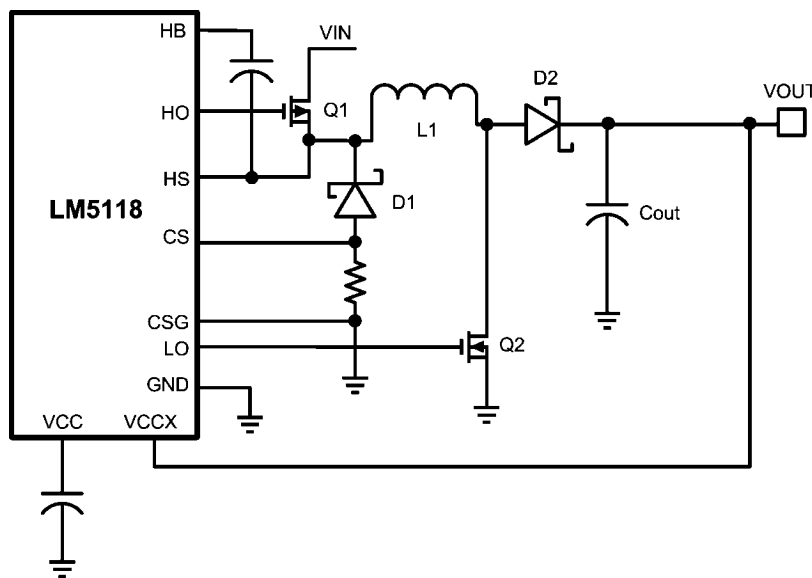 HB
VIN
D2
VOUT
HO
Q1
L1
HS
LM5118
D1
CS
Cout
CSG
LO
Q2
GND
VCC
VCCX